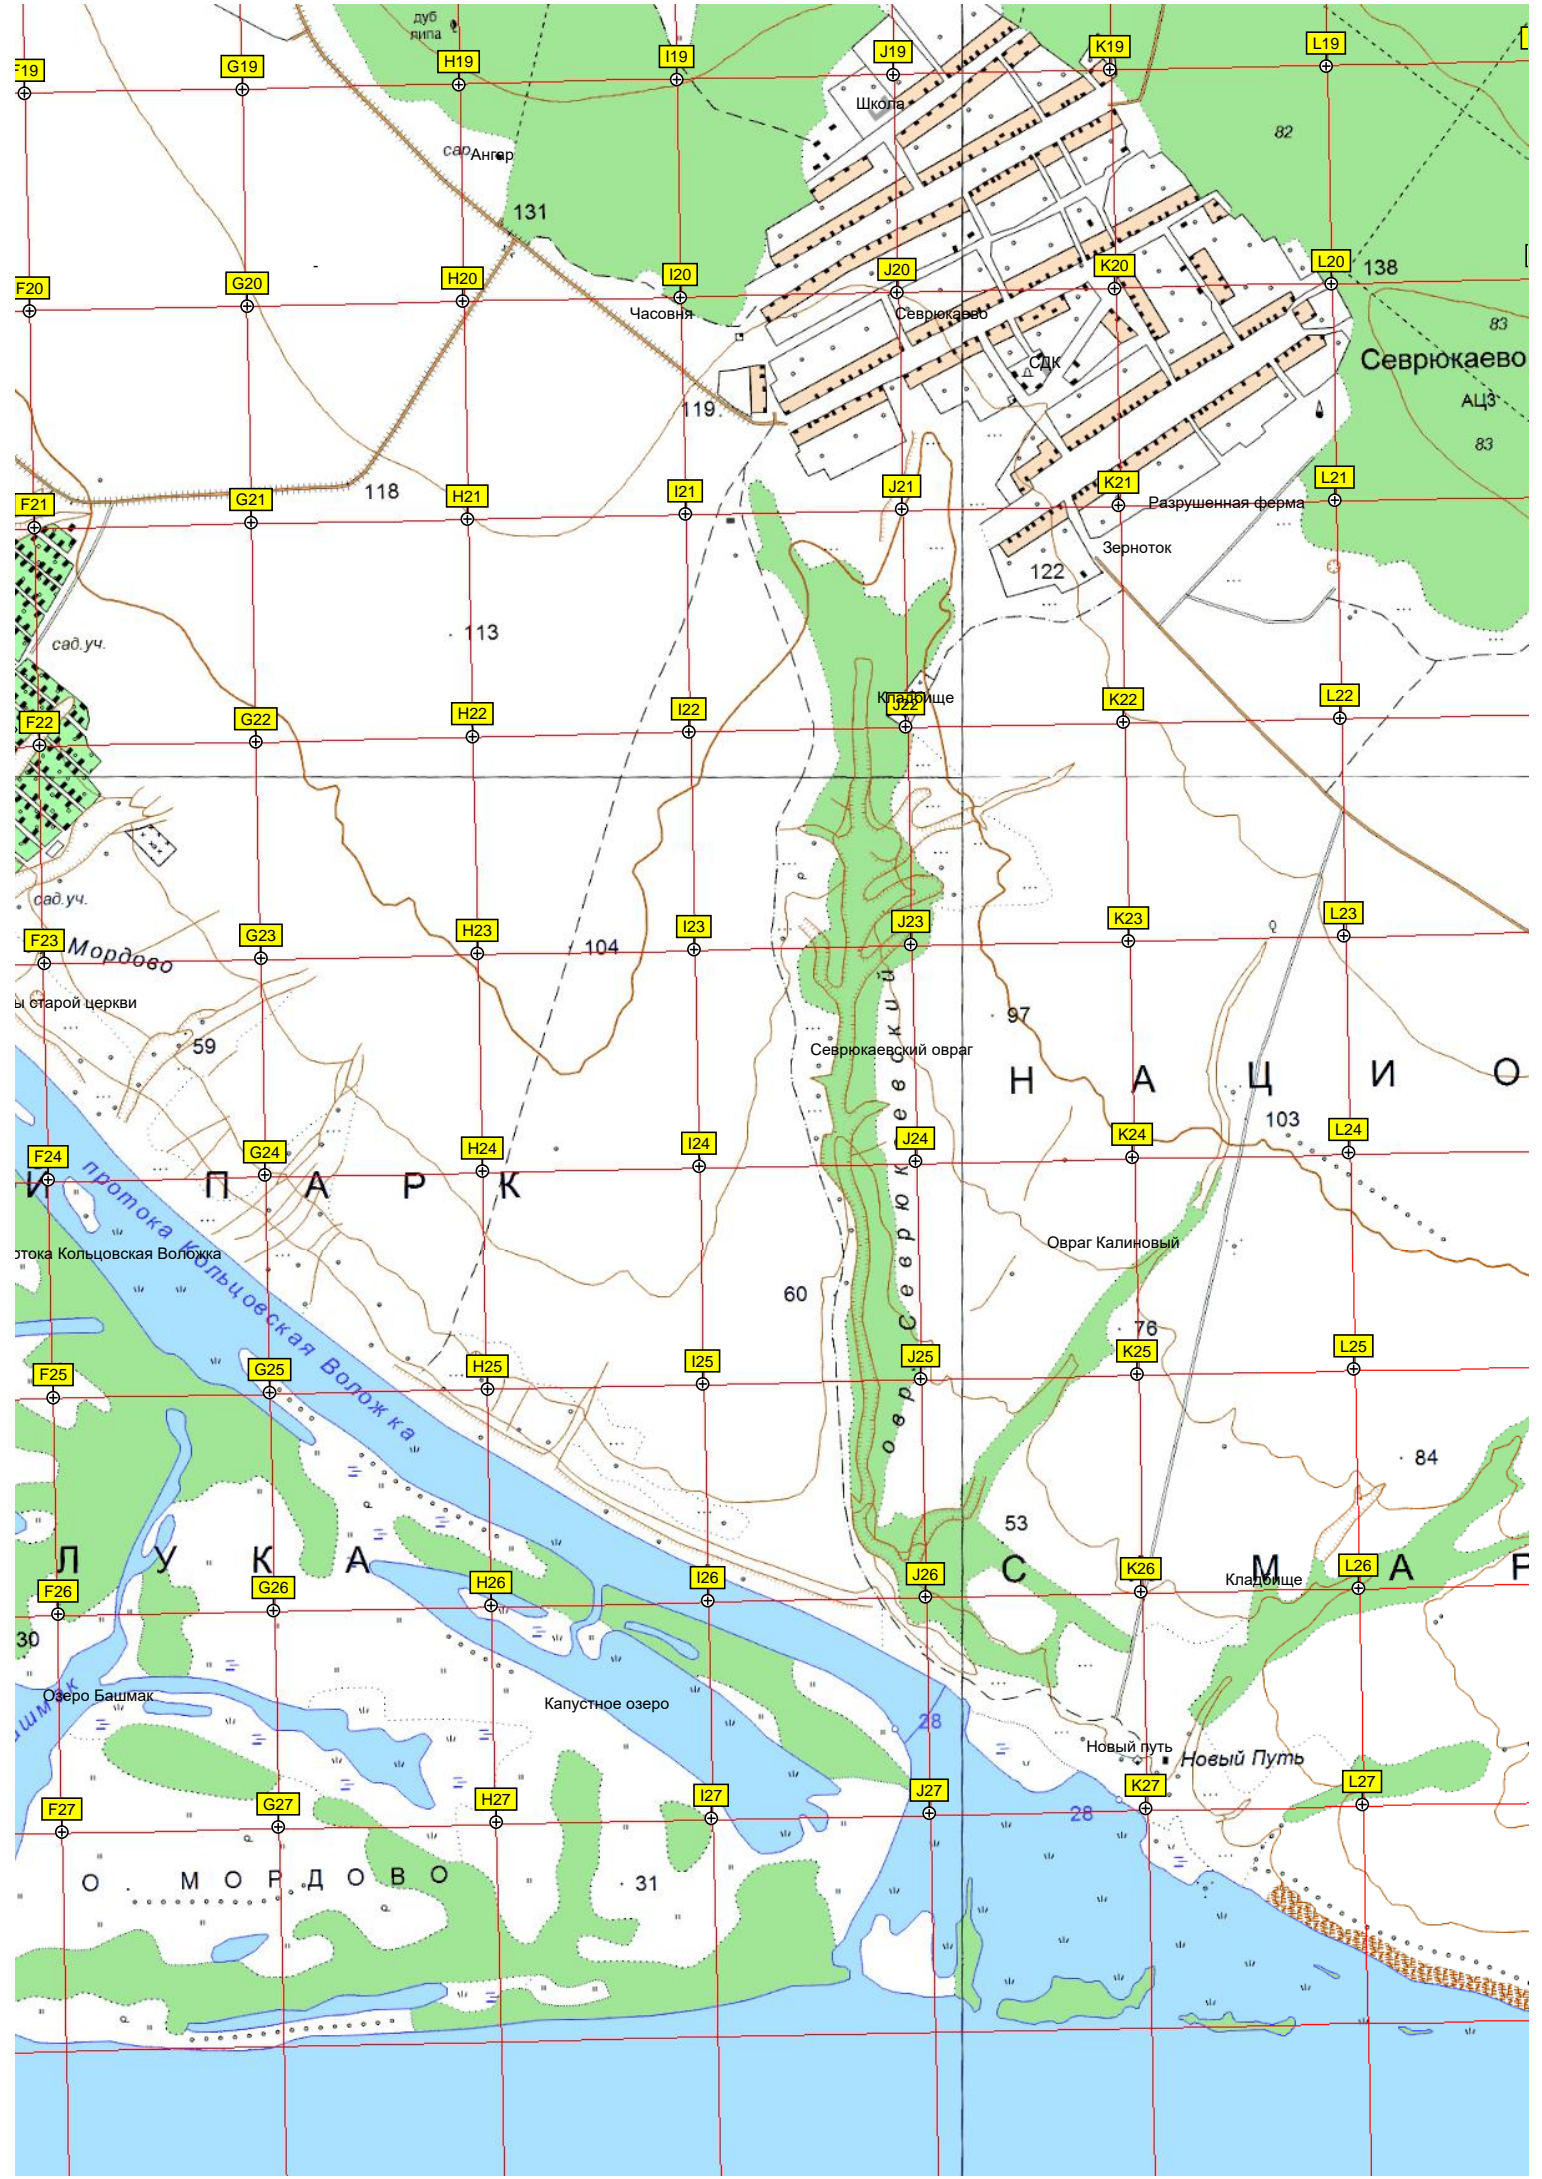 дуб
липа
F19
G19
H19
I19
J19
K19
L19
Школа
82
сар.
Ангар
131
F20
G20
H20
I20
J20
K20
L20
138
Часовня
Севрюкаево
83
Севрюкаево
СДК
АЦЗ
119
83
118
F21
G21
H21
I21
J21
K21
L21
Разрушенная ферма
Зерноток
122
113
сад.уч.
Кладбище
F22
G22
H22
I22
J22
K22
L22
сад.уч.
F23
G23
H23
I23
J23
K23
L23
Мордово
104
ы старой церкви
97
59
Севрюкаевский овраг
Н А Ц И О
103
F24
G24
H24
I24
J24
K24
L24
И ПАРК
протока Кольцовская Воложка
овр. Севрюкаевский
отока Кольцовская Воложка
Овраг Калиновый
60
76
F25
G25
H25
I25
J25
K25
L25
84
53
ЛУКА
С М А Р
F26
G26
H26
I26
J26
K26
L26
Кладбище
30
Озеро Башмак
ашмак
Капустное озеро
28
Новый путь
Новый Путь
F27
G27
H27
I27
J27
K27
L27
28
О. МОРДОВО
31